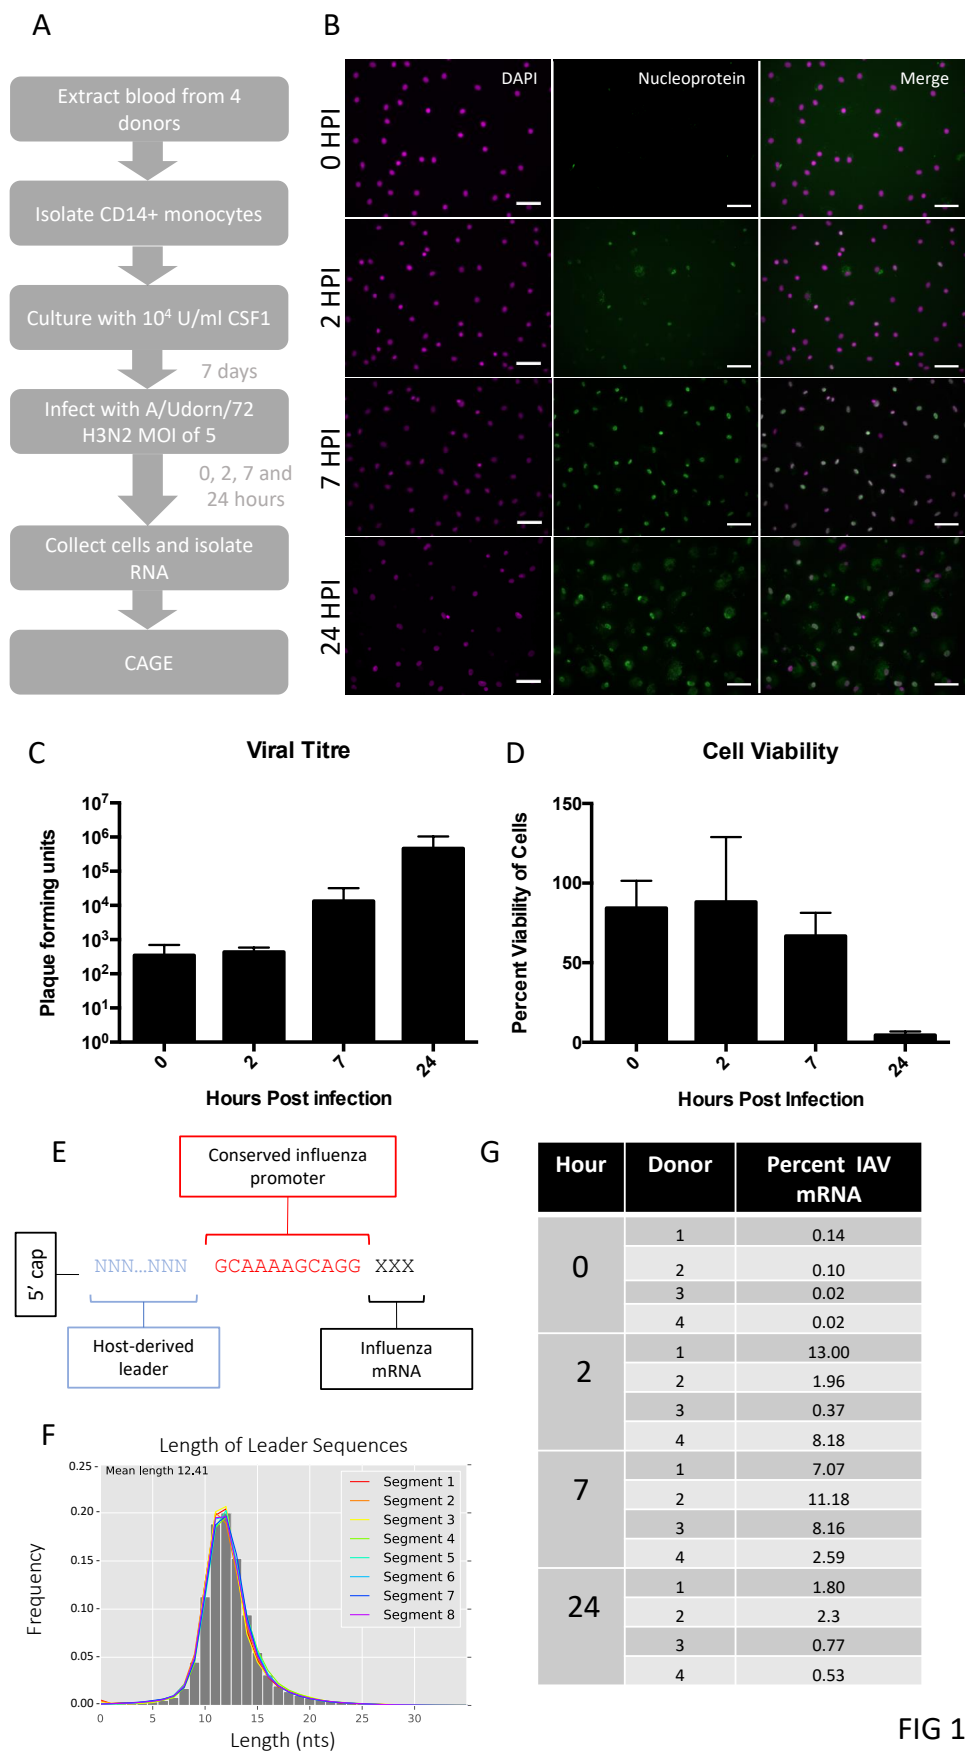 A
Extract blood from 4
donors
Isolate CD14+ monocytes
Culture with 10⁴ U/ml CSF1
7 days
Infect with A/Udorn/72
H3N2 MOI of 5
0, 2, 7 and
24 hours
Collect cells and isolate
RNA
CAGE
B
DAPI
Nucleoprotein
Merge
0 HPI
2 HPI
7 HPI
24 HPI
C
Viral Titre
Plaque forming units
10⁷
10⁶
10⁵
10⁴
10³
10²
10¹
10⁰
0
2
7
24
Hours Post infection
D
Cell Viability
Percent Viability of Cells
150
100
50
0
0
2
7
24
Hours Post Infection
E
Conserved influenza
promoter
5' cap
NNN…NNN GCAAAAGCAGG XXX
Host-derived
leader
Influenza
mRNA
F
Length of Leader Sequences
Mean length 12.41
Frequency
0.25
0.20
0.15
0.10
0.05
0.00
Segment 1
Segment 2
Segment 3
Segment 4
Segment 5
Segment 6
Segment 7
Segment 8
0 5 10 15 20 25 30
Length (nts)
G
Hour Donor Percent IAV
mRNA
0
1 0.14
2 0.10
3 0.02
4 0.02
2
1 13.00
2 1.96
3 0.37
4 8.18
7
1 7.07
2 11.18
3 8.16
4 2.59
24
1 1.80
2 2.3
3 0.77
4 0.53
FIG 1